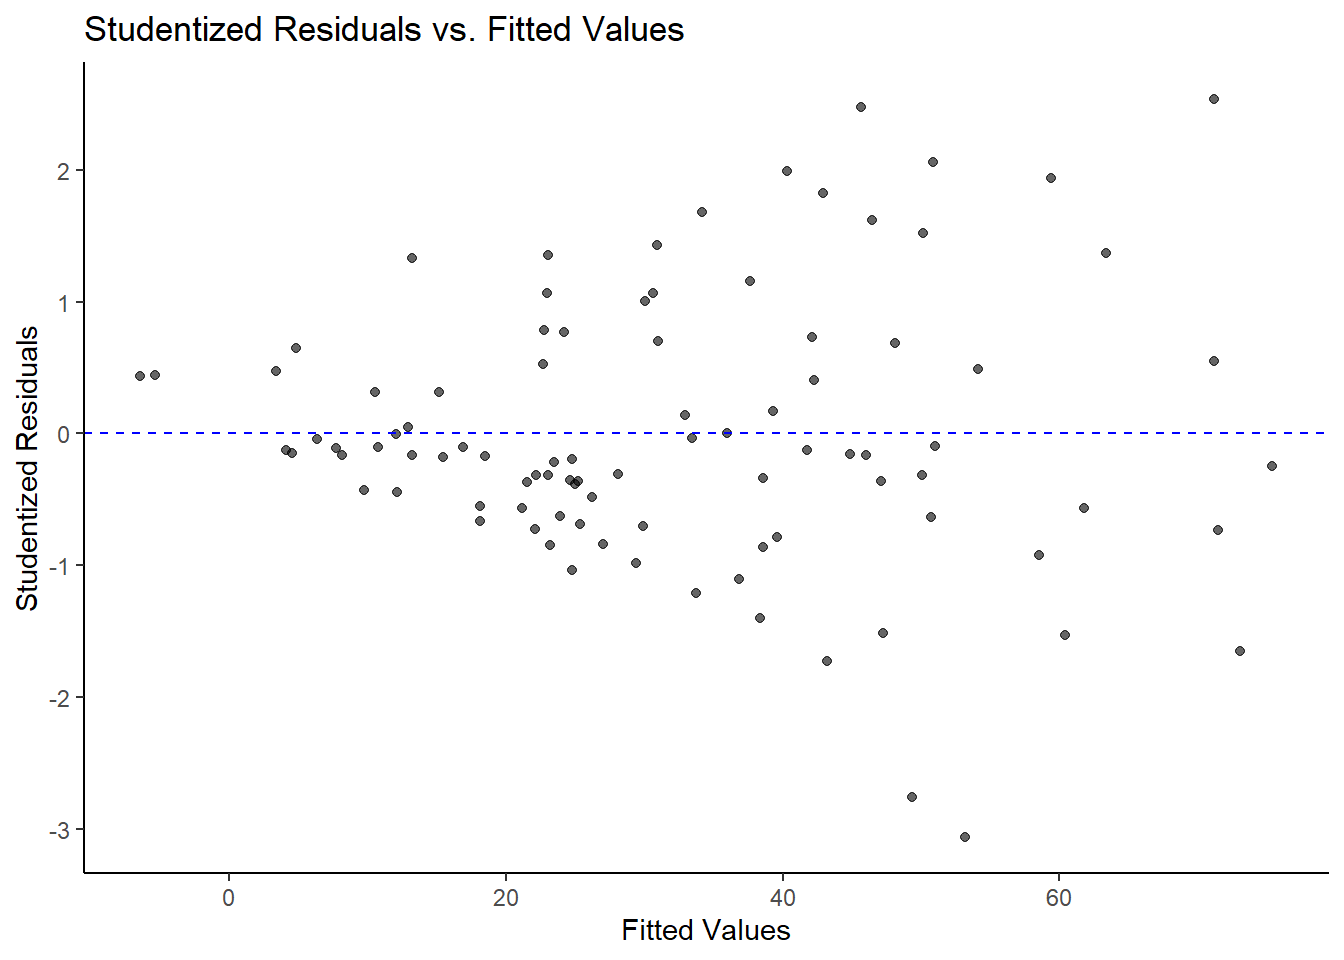 Studentized Residuals vs. Fitted Values
Studentized Residuals
2
1
0
-1
-2
-3
0 20 40 60
Fitted Values